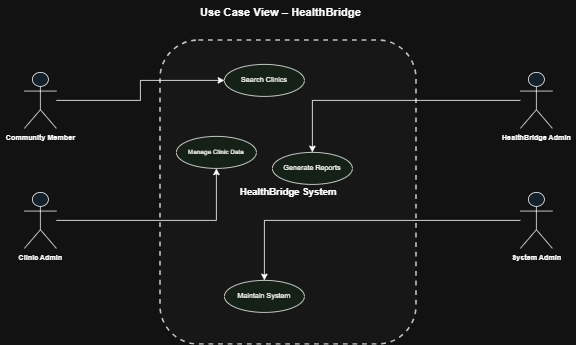 Use Case View – HealthBridge
Search Clinics
Community Member
HealthBridge Admin
Manage Clinic Data
Generate Reports
HealthBridge System
Clinic Admin
System Admin
Maintain System